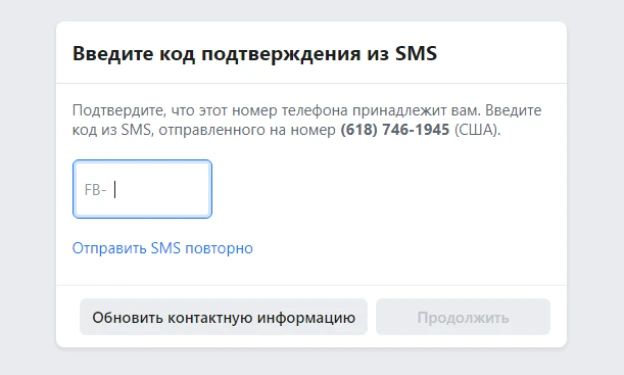 Введите код подтверждения из SMS
Подтвердите, что этот номер телефона принадлежит вам. Введите
код из SMS, отправленного на номер (618) 746-1945 (США).
FB-
Отправить SMS повторно
Обновить контактную информацию
Продолжить